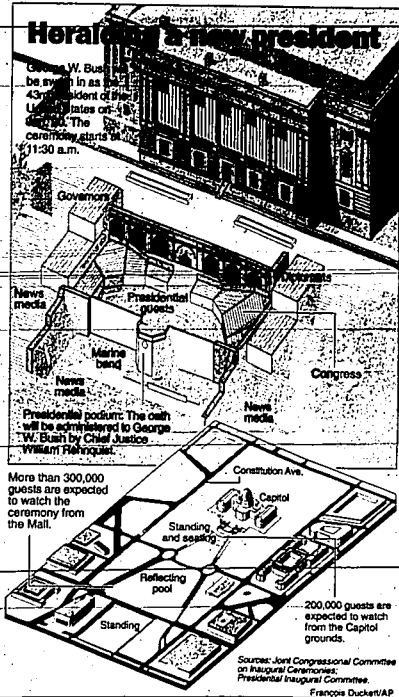 Heralding a new president
George W. Bush
be sworn in as the
43rd president of the
United States on
The
ceremony starts at
11:30 a.m.
Governors
Diplomats
News
media
Presidential
guests
Marine
band
Congress
News
media
News
media
Presidential podium: The oath
will be administered to George
W. Bush by Chief Justice
William Rehnquist.
More than 300,000
guests are expected
to watch the
ceremony from
the Mall.
Constitution Ave.
Capitol
Standing
and seating
Reflecting
pool
Standing
200,000 guests are
expected to watch
from the Capitol
grounds.
Sources: Joint Congressional Committee
on Inaugural Ceremonies;
Presidential Inaugural Committee.
François Duckett/AP